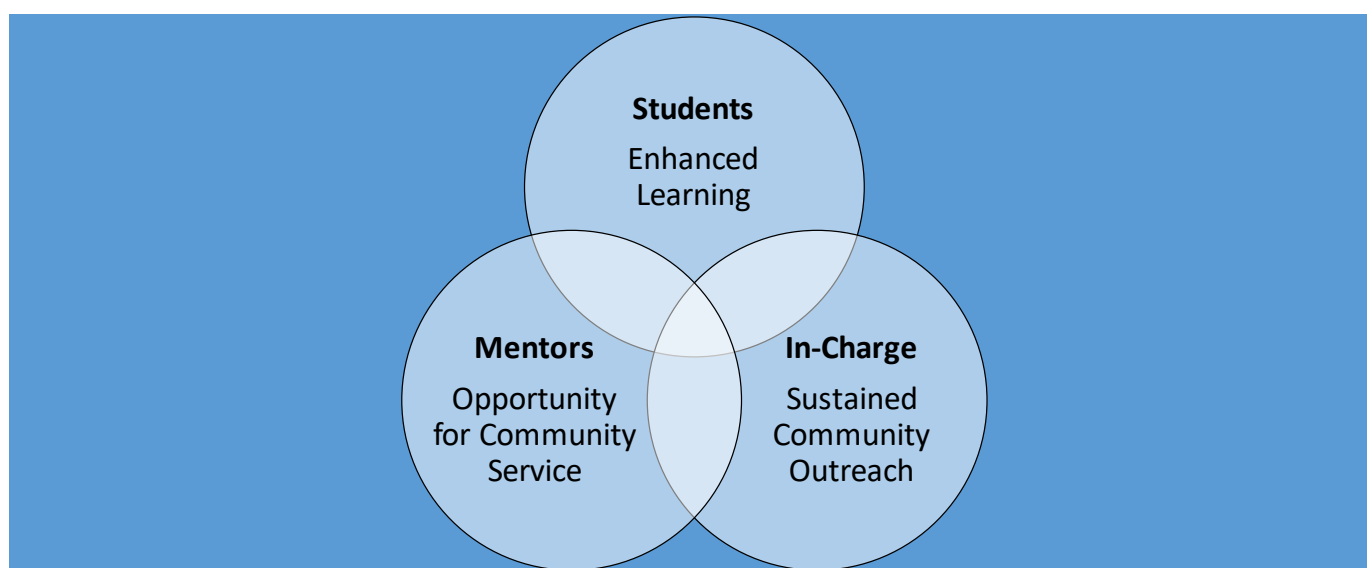 Students
Enhanced
Learning
Mentors
Opportunity
for Community
Service
In-Charge
Sustained
Community
Outreach